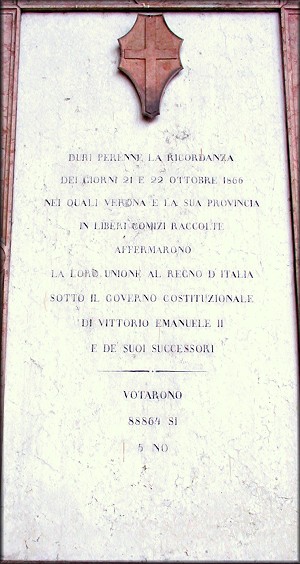 DURI PERENNE LA RICORDANZA
DEI GIORNI 21 E 22 OTTOBRE 1866
NEI QUALI VERONA E LA SUA PROVINCIA
IN LIBERI COMIZI RACCOLTE
AFFERMARONO
LA LORO UNIONE AL REGNO D'ITALIA
SOTTO IL GOVERNO COSTITUZIONALE
DI VITTORIO EMANUELE II
E DE' SUOI SUCCESSORI
VOTARONO
88864 SI
5 NO